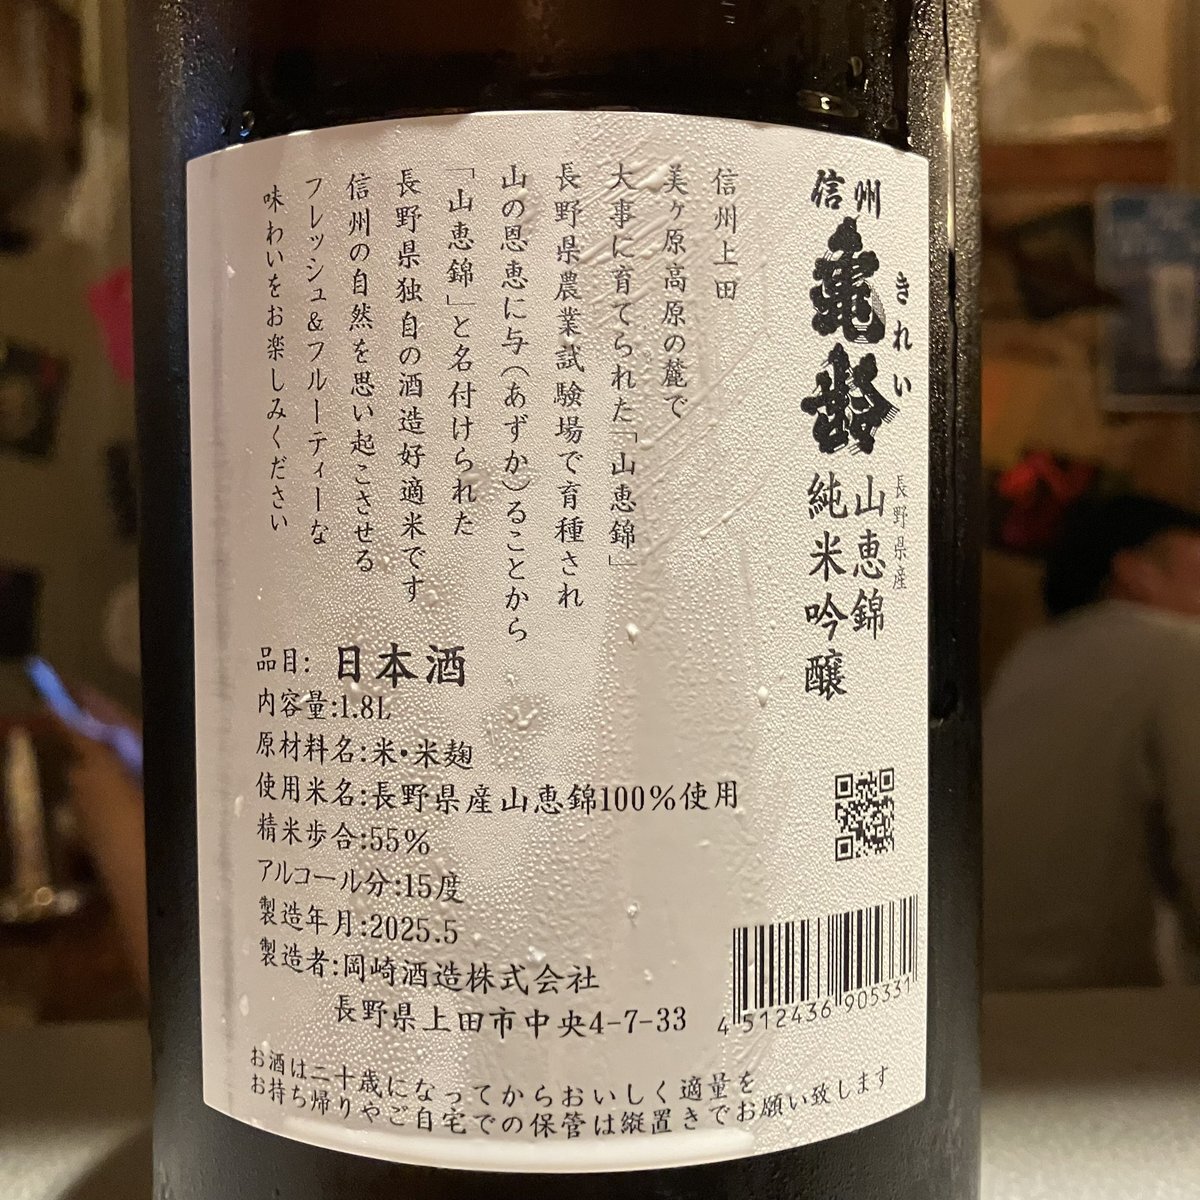 信州
亀齢
きれい
長野県産
山恵錦
純米吟醸
信州上田
美ヶ原高原の麓で
大事に育てられた「山恵錦」
長野県農業試験場で育種され
山の恩恵に与(あずか)ることから
「山恵錦」と名付けられた
長野県独自の酒造好適米です
信州の自然を思い起こさせる
フレッシュ&フルーティーな
味わいをお楽しみください
品目: 日本酒
内容量:1.8L
原材料名:米・米麹
使用米名:長野県産山恵錦100%使用
精米歩合:55%
アルコール分:15度
製造年月:2025.5
製造者:岡崎酒造株式会社
長野県上田市中央4-7-33
4 512436 905331
お酒は二十歳になってからおいしく適量を
お持ち帰りやご自宅での保管は縦置きでお願い致します